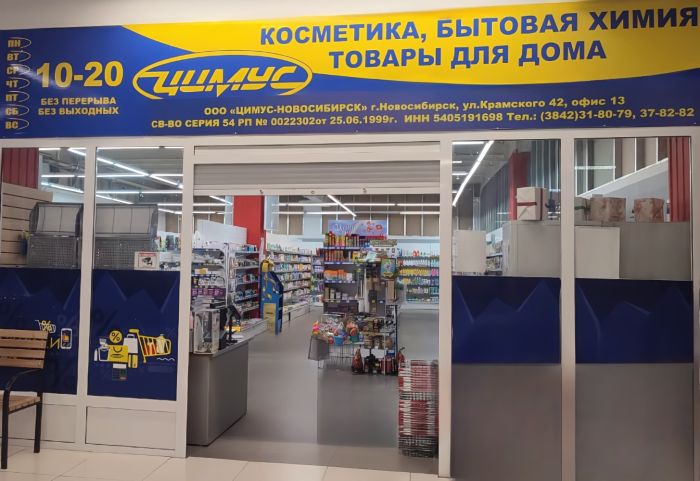 ПН
ВТ
СР
ЧТ
ПТ
СБ
ВС
10-20
БЕЗ ПЕРЕРЫВА
БЕЗ ВЫХОДНЫХ
ЦИМУС
КОСМЕТИКА, БЫТОВАЯ ХИМИЯ
ТОВАРЫ ДЛЯ ДОМА
ООО «ЦИМУС-НОВОСИБИРСК» г.Новосибирск, ул.Крамского 42, офис 13
СВ-ВО СЕРИЯ 54 РП № 0022302от 25.06.1999г. ИНН 5405191698 Тел.: (3842)31-80-79, 37-82-82
%
%